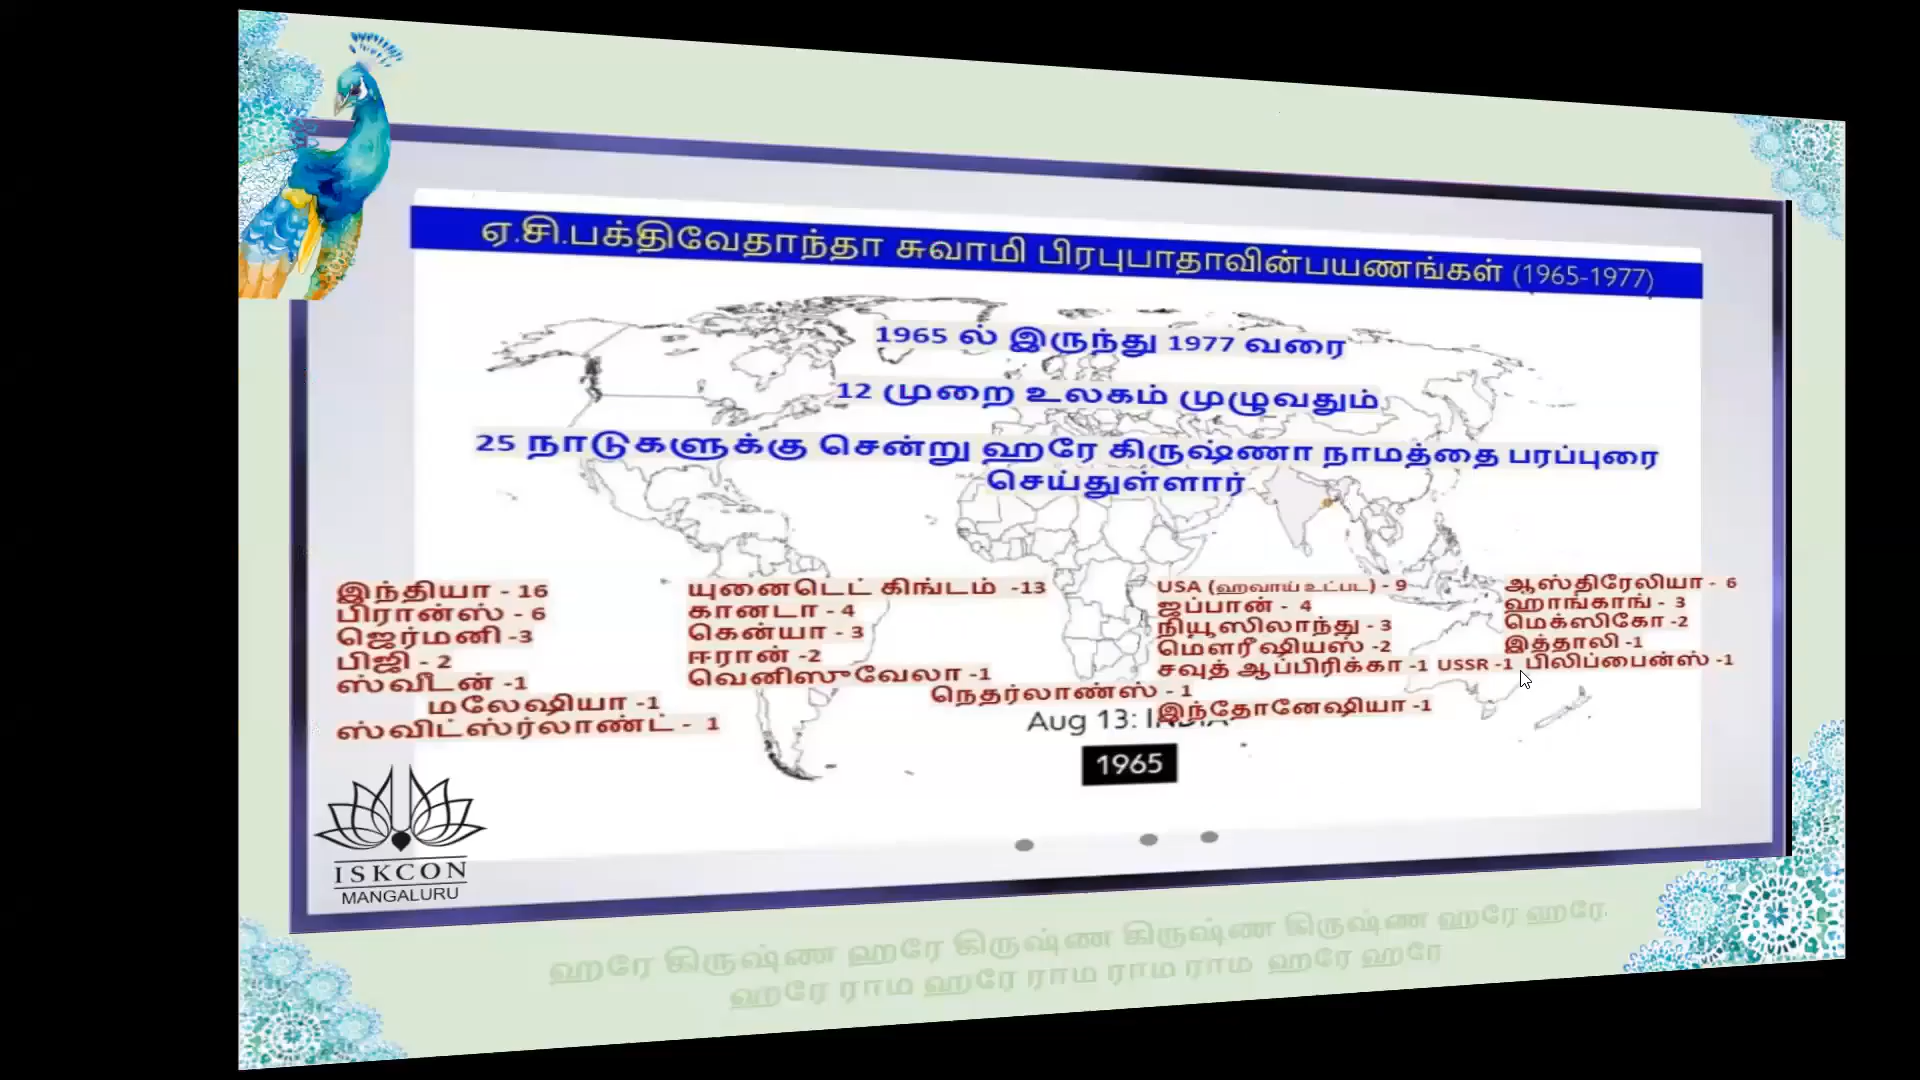 ஏ.சி.பக்திவேதாந்தா சுவாமி பிரபுபாதாவின்பயணங்கள் (1965-1977)
1965 ல் இருந்து 1977 வரை
12 முறை உலகம் முழுவதும்
25 நாடுகளுக்கு சென்று ஹரே கிருஷ்ணா நாமத்தை பரப்புரை
செய்துள்ளார்
இந்தியா - 16
பிரான்ஸ் - 6
ஜெர்மனி -3
பிஜி - 2
ஸ்வீடன் -1
மலேஷியா -1
ஸ்விட்ஸ்ர்லாண்ட் - 1
யுனைடெட் கிங்டம் -13
கானடா - 4
கென்யா - 3
ஈரான் -2
வெனிஸுவேலா -1
நெதர்லாண்ஸ் - 1
USA (ஹவாய் உட்பட) - 9
ஜப்பான் - 4
நியூஸிலாந்து - 3
மௌரீஷியஸ் -2
சவுத் ஆப்பிரிக்கா -1 USSR -1 பிலிப்பைன்ஸ் -1
இந்தோனேஷியா -1
ஆஸ்திரேலியா - 6
ஹாங்காங் - 3
மெக்ஸிகோ -2
இத்தாலி -1
Aug 13: INDIA
1965
ISKCON
MANGALURU
ஹரே கிருஷ்ண ஹரே கிருஷ்ண கிருஷ்ண கிருஷ்ண ஹரே ஹரே
ஹரே ராம ஹரே ராம ராம ராம ஹரே ஹரே